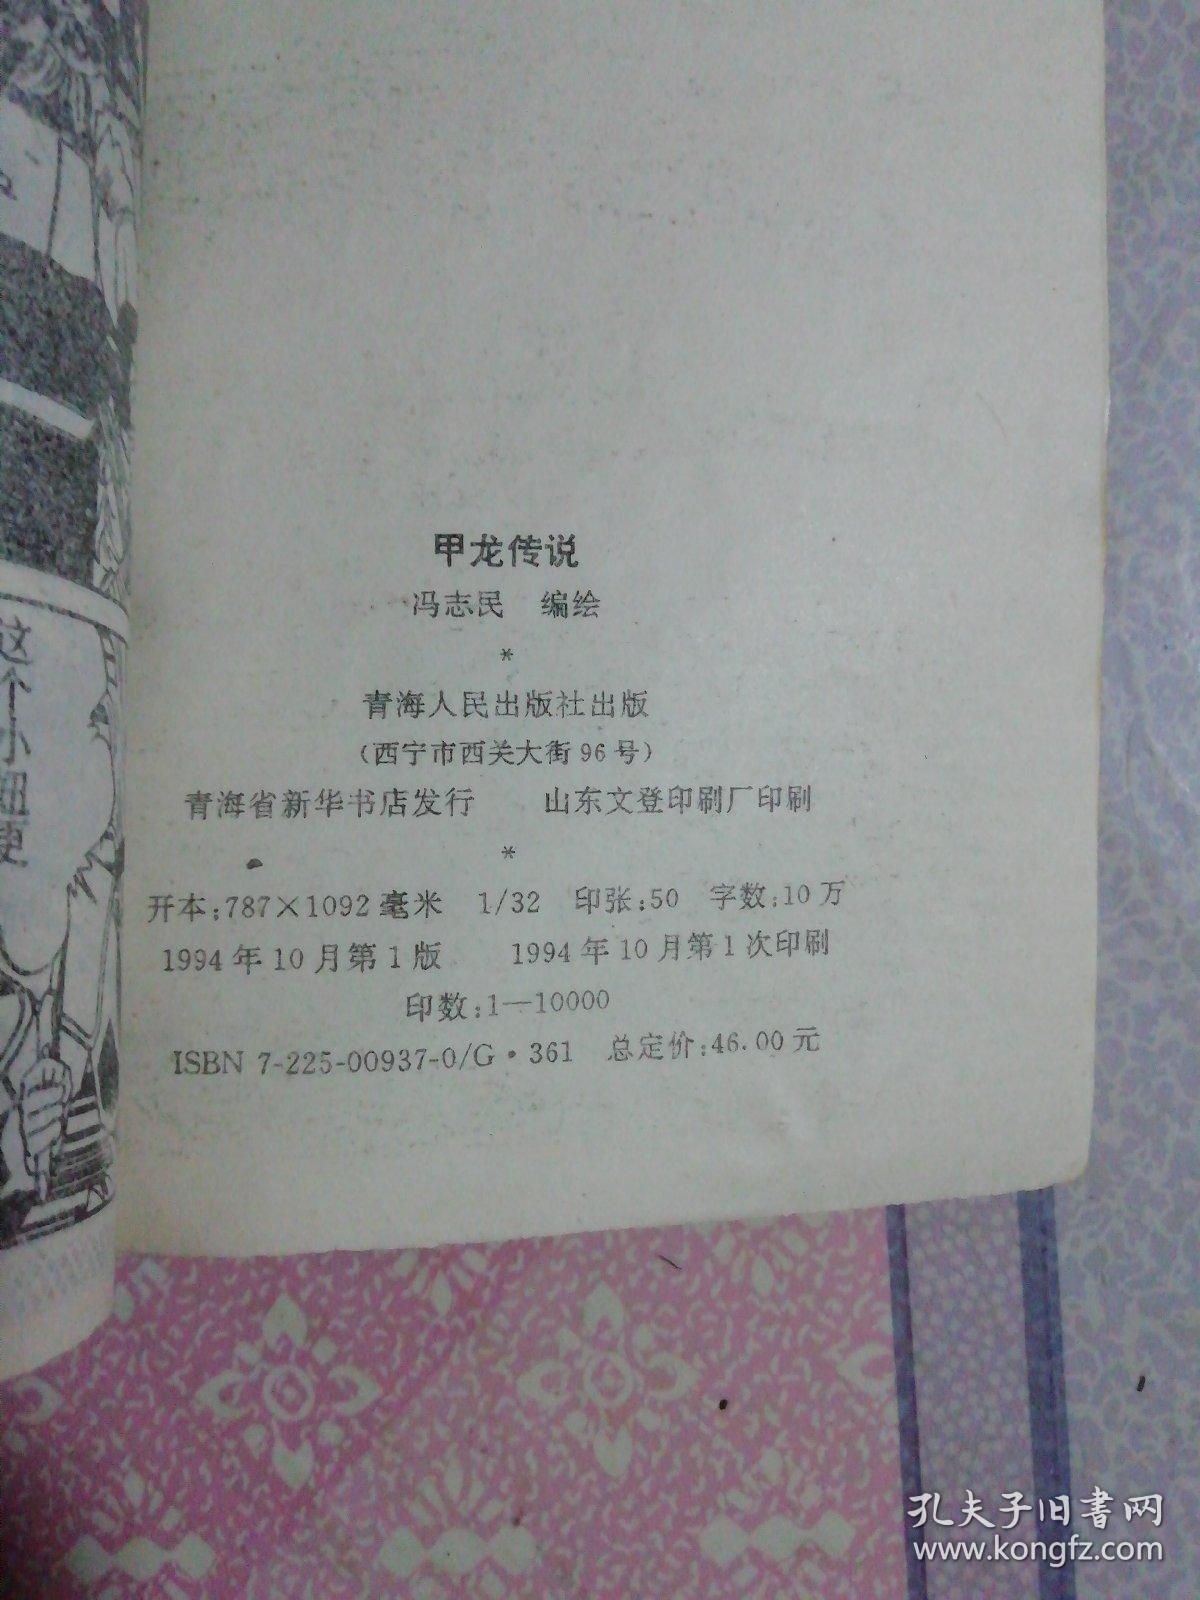 这个小妞更
甲龙传说
冯志民 编绘
*
青海人民出版社出版
(西宁市西关大街96号)
青海省新华书店发行 山东文登印刷厂印刷
*
开本:787×1092毫米 1/32 印张:50 字数:10万
1994年10月第1版 1994年10月第1次印刷
印数:1—10000
ISBN 7-225-00937-0/G·361 总定价:46.00元
孔夫子旧書网
www.kongfz.com